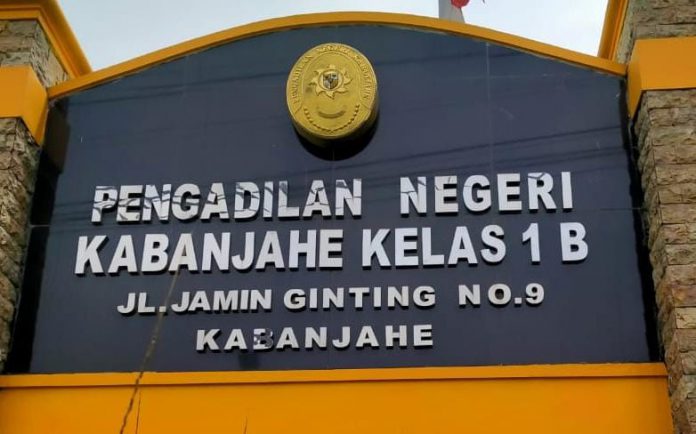 PENGADILAN NEGERI
KABANJAHE KELAS 1 B
JL.JAMIN GINTING NO.9
KABANJAHE